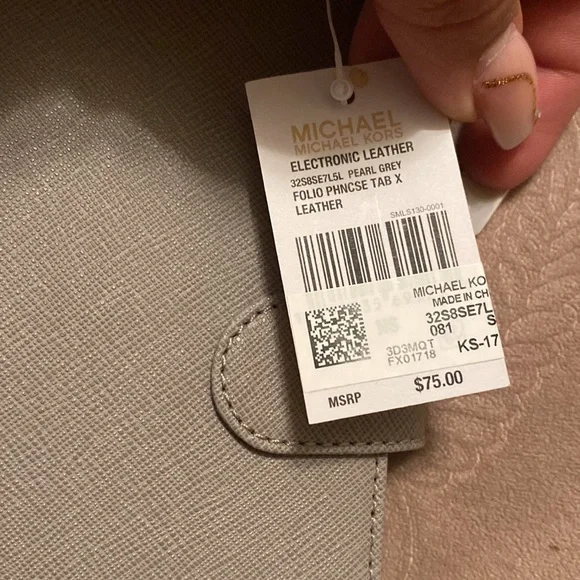 MICHAEL
MICHAEL KORS
ELECTRONIC LEATHER
32S8SE7L5L PEARL GREY
FOLIO PHNCSE TAB X
LEATHER
SMLS130-0001
MICHAEL KO
MADE IN CH
32S8SE7L
081 S
3D3MQT
FX01718 KS-17
MSRP $75.00